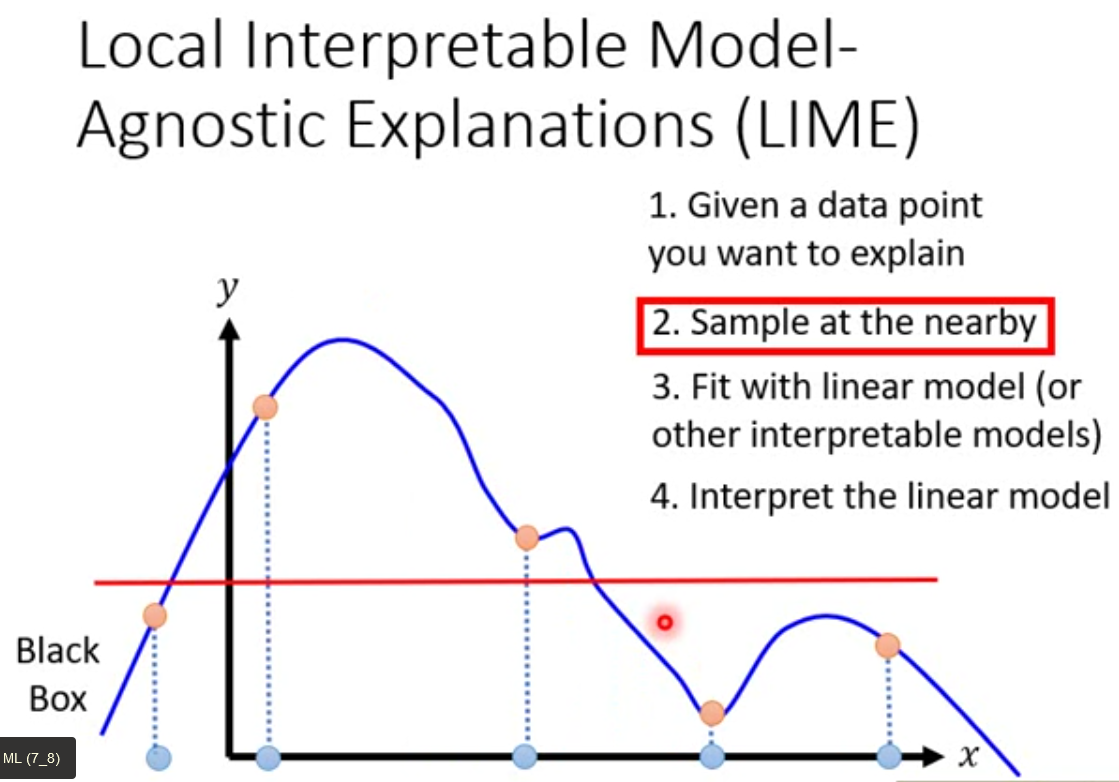 Local Interpretable Model-
Agnostic Explanations (LIME)
1. Given a data point
you want to explain
2. Sample at the nearby
3. Fit with linear model (or
other interpretable models)
4. Interpret the linear model
y
Black
Box
x
ML (7_8)